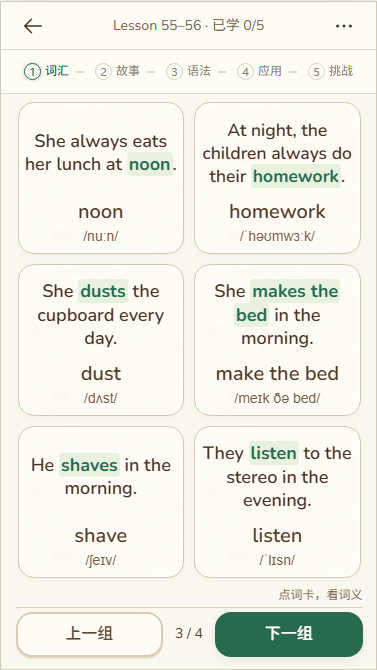 Lesson 55–56 · 已学 0/5
1 词汇 – 2 故事 – 3 语法 – 4 应用 – 5 挑战
She always eats
her lunch at noon.
noon
/nuːn/
At night, the
children always do
their homework.
homework
/ˈhəʊmwɜːk/
She dusts the
cupboard every
day.
dust
/dʌst/
She makes the
bed in the
morning.
make the bed
/meɪk ðə bed/
He shaves in the
morning.
shave
/ʃeɪv/
They listen to the
stereo in the
evening.
listen
/ˈlɪsn/
点词卡，看词义
上一组
3 / 4
下一组